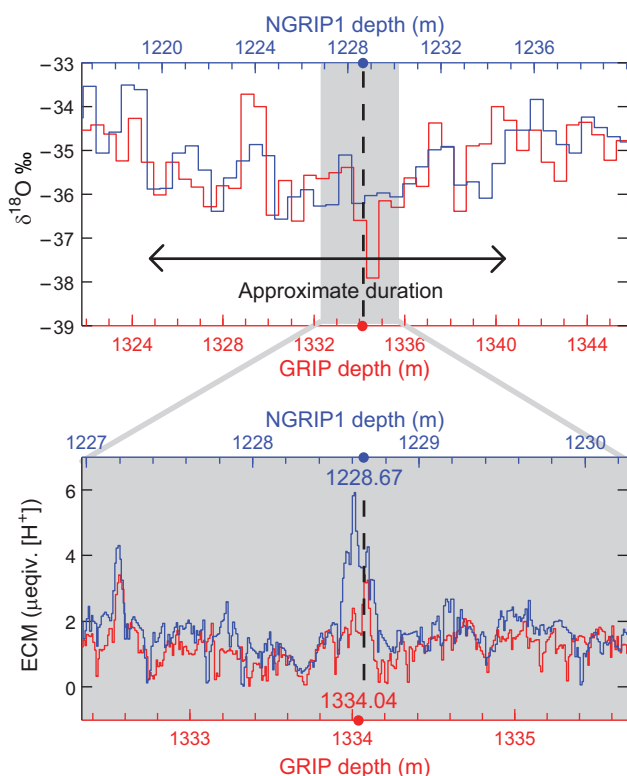 NGRIP1 depth (m)
1220 1224 1228 1232 1236
−33
−34
−35
−36
−37
−38
−39
δ18O ‰
Approximate duration
1324 1328 1332 1336 1340 1344
GRIP depth (m)
NGRIP1 depth (m)
1227 1228 1229 1230
1228.67
6
4
2
0
ECM (μeqiv. [H+])
1334.04
1333 1334 1335
GRIP depth (m)